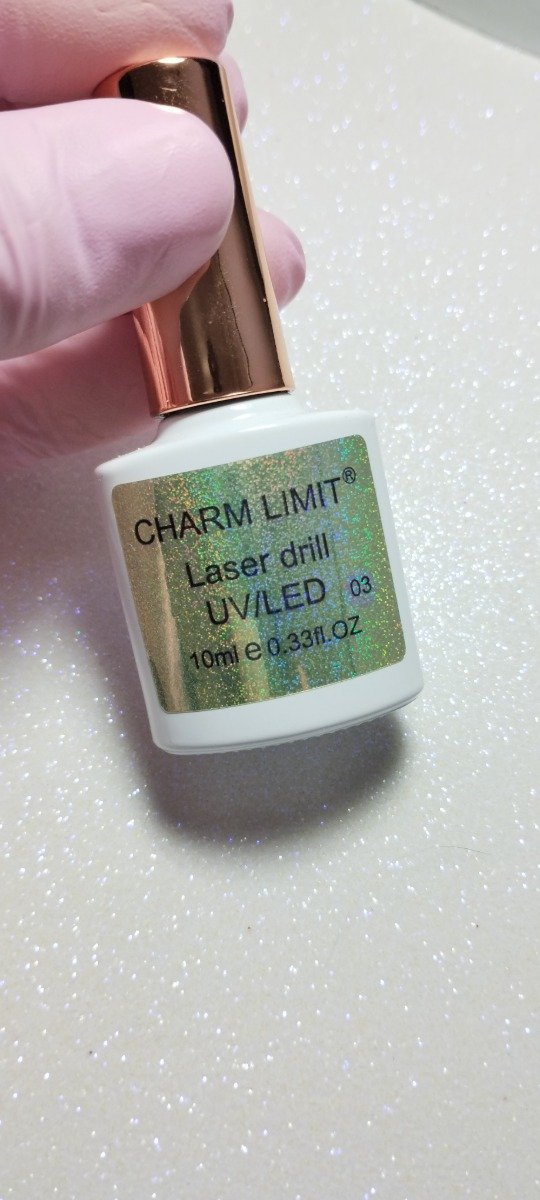 CHARM LIMIT®
Laser drill
UV/LED 03
10ml e 0.33fl.OZ